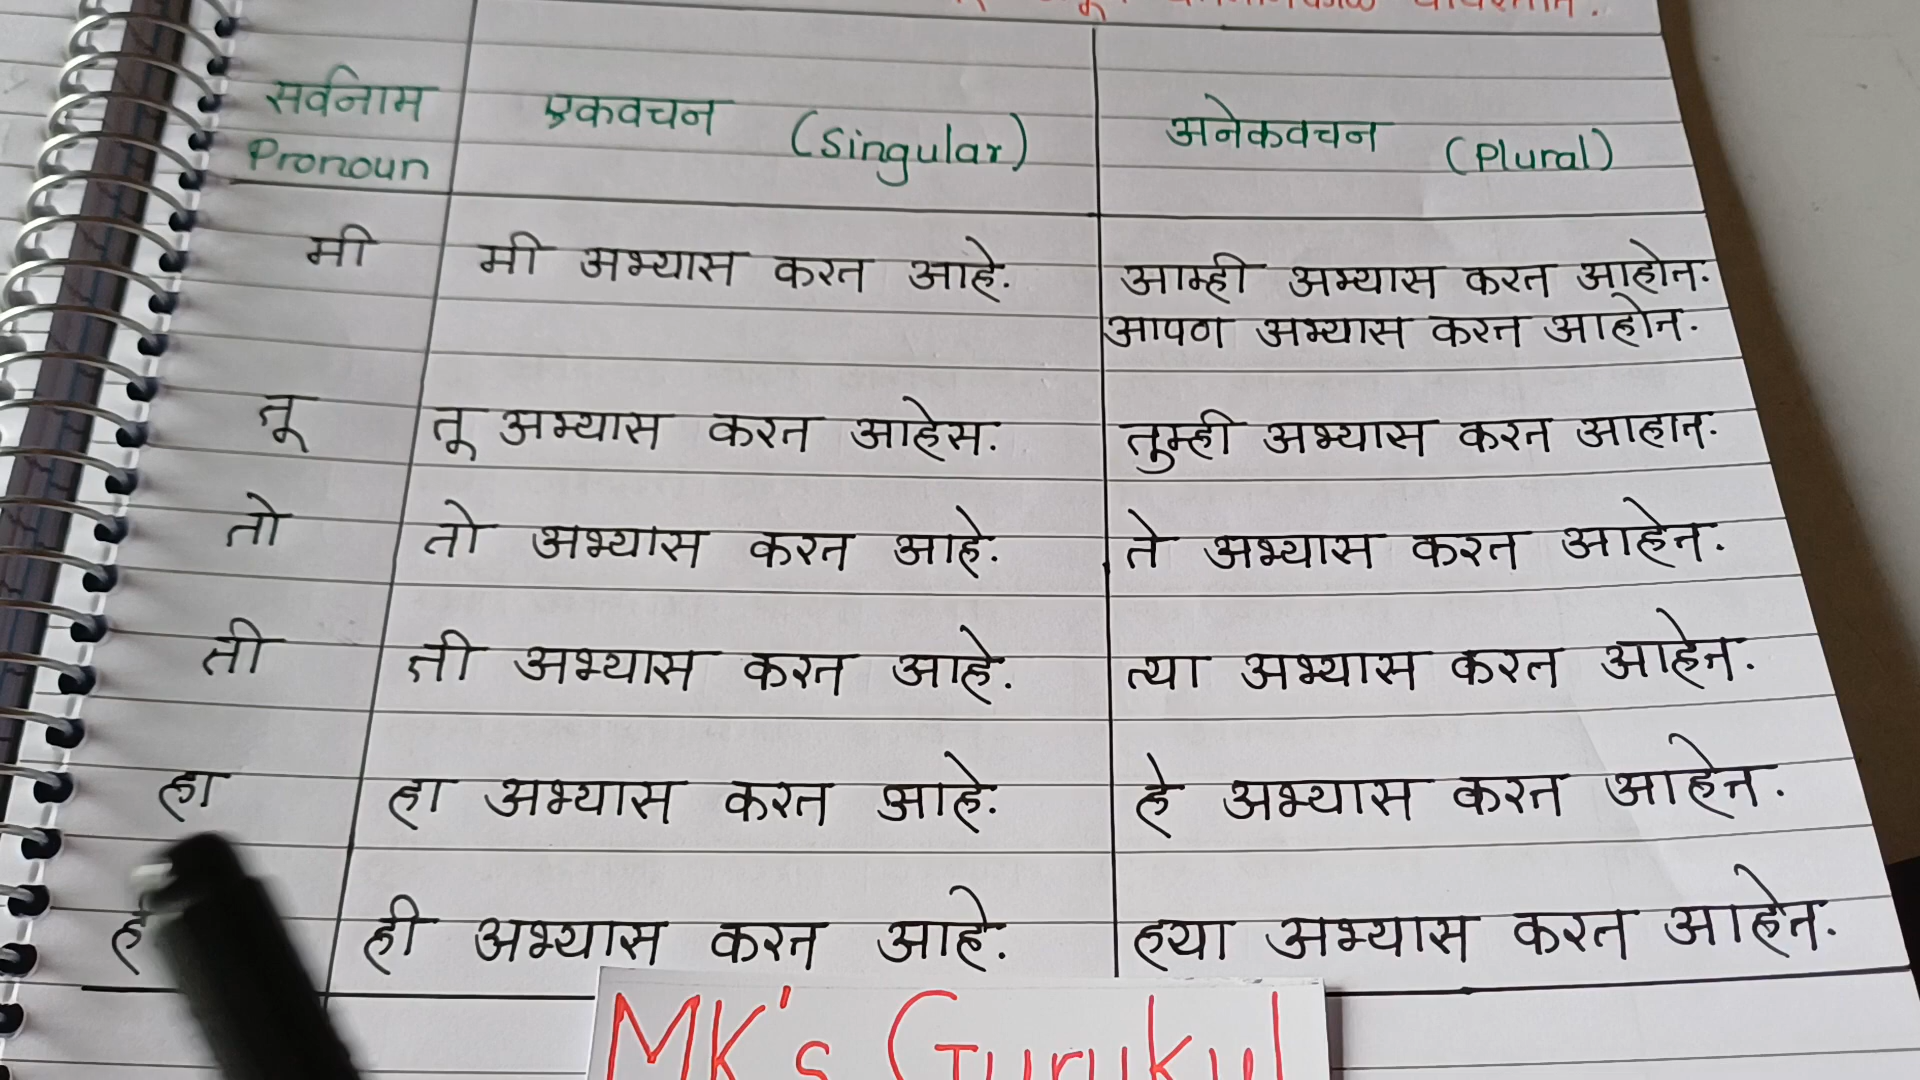 सर्वनाम एकवचन (Singular) अनेकवचन (Plural)
Pronoun
मी मी अभ्यास करत आहे. आम्ही अभ्यास करत आहोत.
आपण अभ्यास करत आहोत.
तू तू अभ्यास करत आहेस. तुम्ही अभ्यास करत आहात.
तो तो अभ्यास करत आहे. ते अभ्यास करत आहेत.
ती ती अभ्यास करत आहे. त्या अभ्यास करत आहेत.
हा हा अभ्यास करत आहे. हे अभ्यास करत आहेत.
ही अभ्यास करत आहे. ह्या अभ्यास करत आहेत.
MK's Gurukul